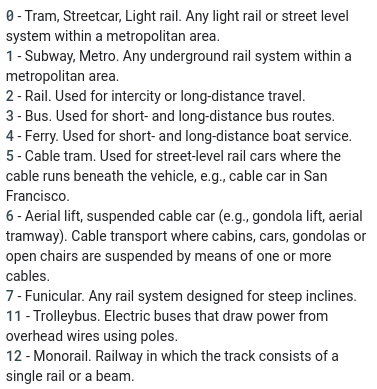 0 - Tram, Streetcar, Light rail. Any light rail or street level
system within a metropolitan area.
1 - Subway, Metro. Any underground rail system within a
metropolitan area.
2 - Rail. Used for intercity or long-distance travel.
3 - Bus. Used for short- and long-distance bus routes.
4 - Ferry. Used for short- and long-distance boat service.
5 - Cable tram. Used for street-level rail cars where the
cable runs beneath the vehicle, e.g., cable car in San
Francisco.
6 - Aerial lift, suspended cable car (e.g., gondola lift, aerial
tramway). Cable transport where cabins, cars, gondolas or
open chairs are suspended by means of one or more
cables.
7 - Funicular. Any rail system designed for steep inclines.
11 - Trolleybus. Electric buses that draw power from
overhead wires using poles.
12 - Monorail. Railway in which the track consists of a
single rail or a beam.